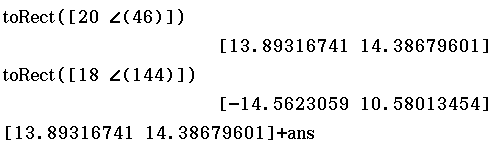 toRect([20 ∠(46)])
[13.89316741 14.38679601]
toRect([18 ∠(144)])
[-14.5623059 10.58013454]
[13.89316741 14.38679601]+ans